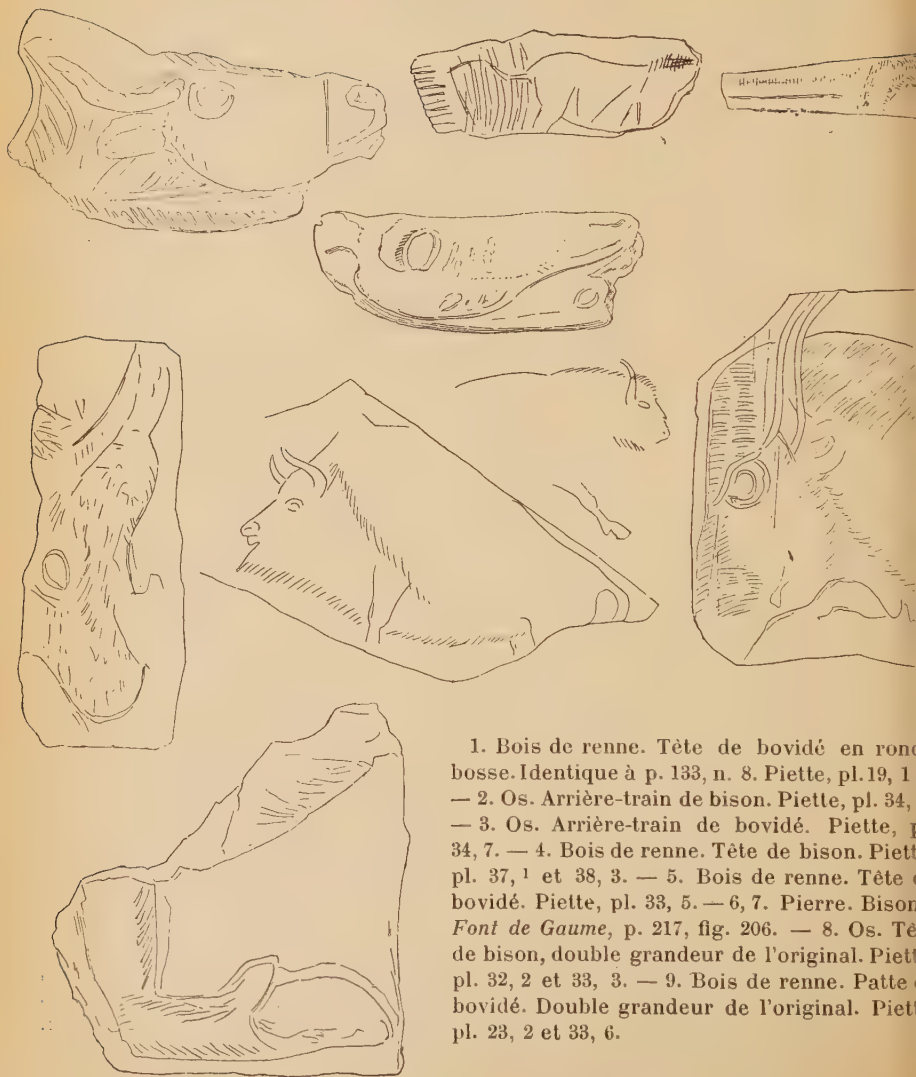 1. Bois de renne. Tète de bovidé en rond
bosse. Identique à p. 133, n. 8. Piette, pl. 19, 1
— 2. Os. Arrière-train de bison. Piette, pl. 34,
— 3. Os. Arrière-train de bovidé. Piette, p
34, 7. — 4. Bois de renne. Tête de bison. Piett
pl. 37, ¹ et 38, 3. — 5. Bois de renne. Tête
bovidé. Piette, pl. 33, 5. — 6, 7. Pierre. Bison
Font de Gaume, p. 217, fig. 206. — 8. Os. Tê
de bison, double grandeur de l'original. Piett
pl. 32, 2 et 33, 3. — 9. Bois de renne. Patte
bovidé. Double grandeur de l'original. Piett
pl. 23, 2 et 33, 6.